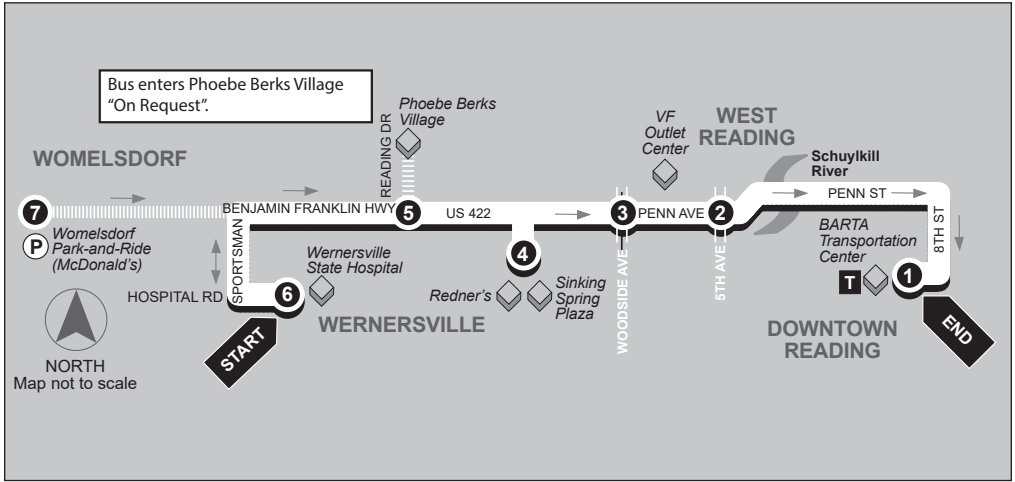 Bus enters Phoebe Berks Village
"On Request".
Phoebe Berks
Village
READING DR
VF
Outlet
Center
WEST
READING
Schuylkill
River
WOMELSDORF
7
BENJAMIN FRANKLIN HWY
5
US 422
3
PENN AVE
2
PENN ST
8TH ST
P
Womelsdorf
Park-and-Ride
(McDonald's)
SPORTSMAN
HOSPITAL RD
6
Wernersville
State Hospital
WERNERSVILLE
START
4
Redner's
Sinking
Spring
Plaza
WOODSIDE AVE
5TH AVE
BARTA
Transportation
Center
T
1
DOWNTOWN
READING
END
NORTH
Map not to scale